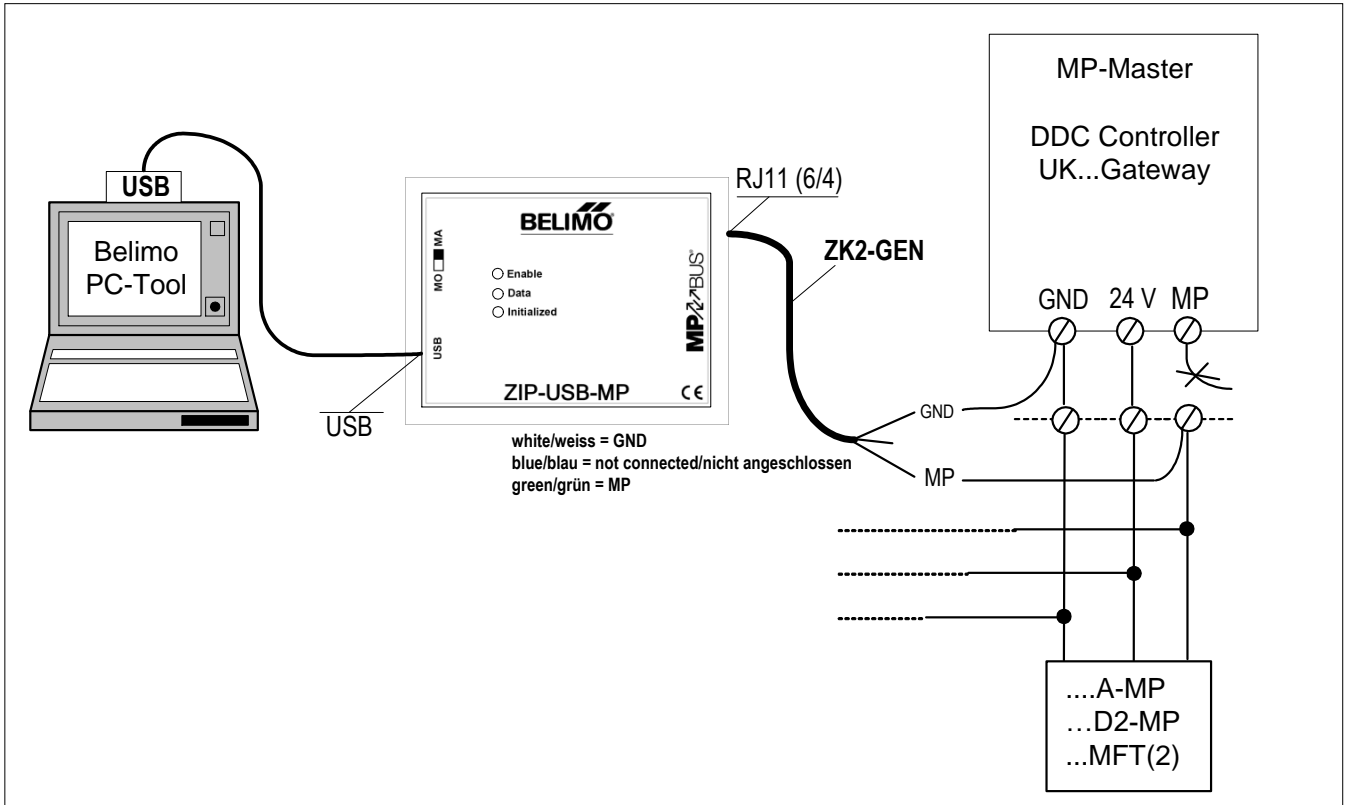 USB
Belimo
PC-Tool
USB
BELIMO
MO MA
Enable
Data
Initialized
USB
MP BUS
ZIP-USB-MP
CE
RJ11 (6/4)
ZK2-GEN
white/weiss = GND
blue/blau = not connected/nicht angeschlossen
green/grün = MP
MP-Master
DDC Controller
UK...Gateway
GND 24 V MP
GND
MP
....A-MP
...D2-MP
...MFT(2)